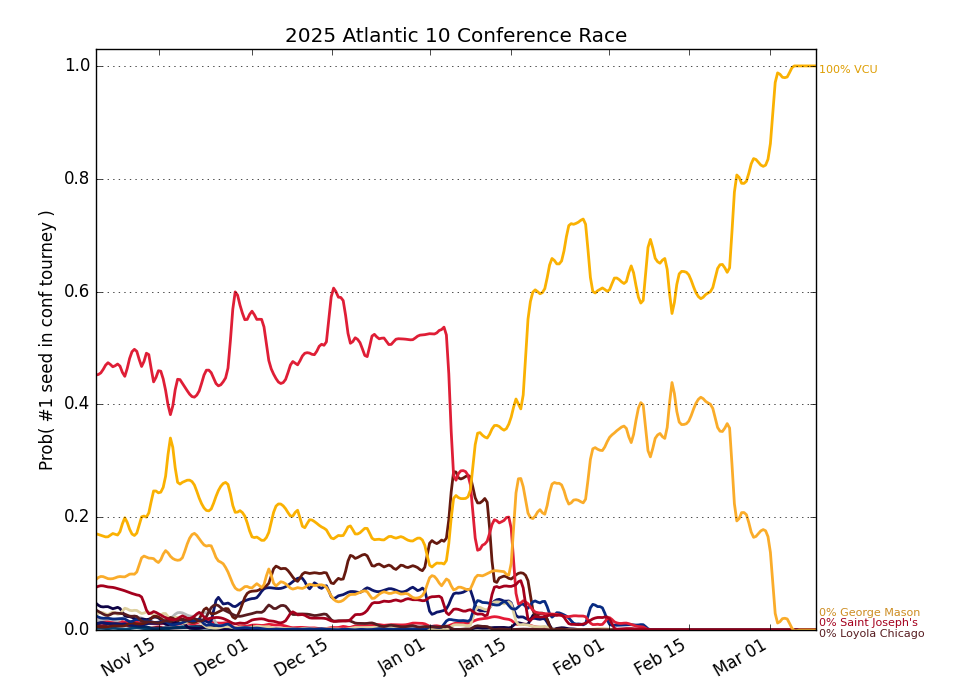 2025 Atlantic 10 Conference Race
Prob( #1 seed in conf tourney )
1.0
0.8
0.6
0.4
0.2
0.0
Nov 15
Dec 01
Dec 15
Jan 01
Jan 15
Feb 01
Feb 15
Mar 01
100% VCU
0% George Mason
0% Saint Joseph's
0% Loyola Chicago